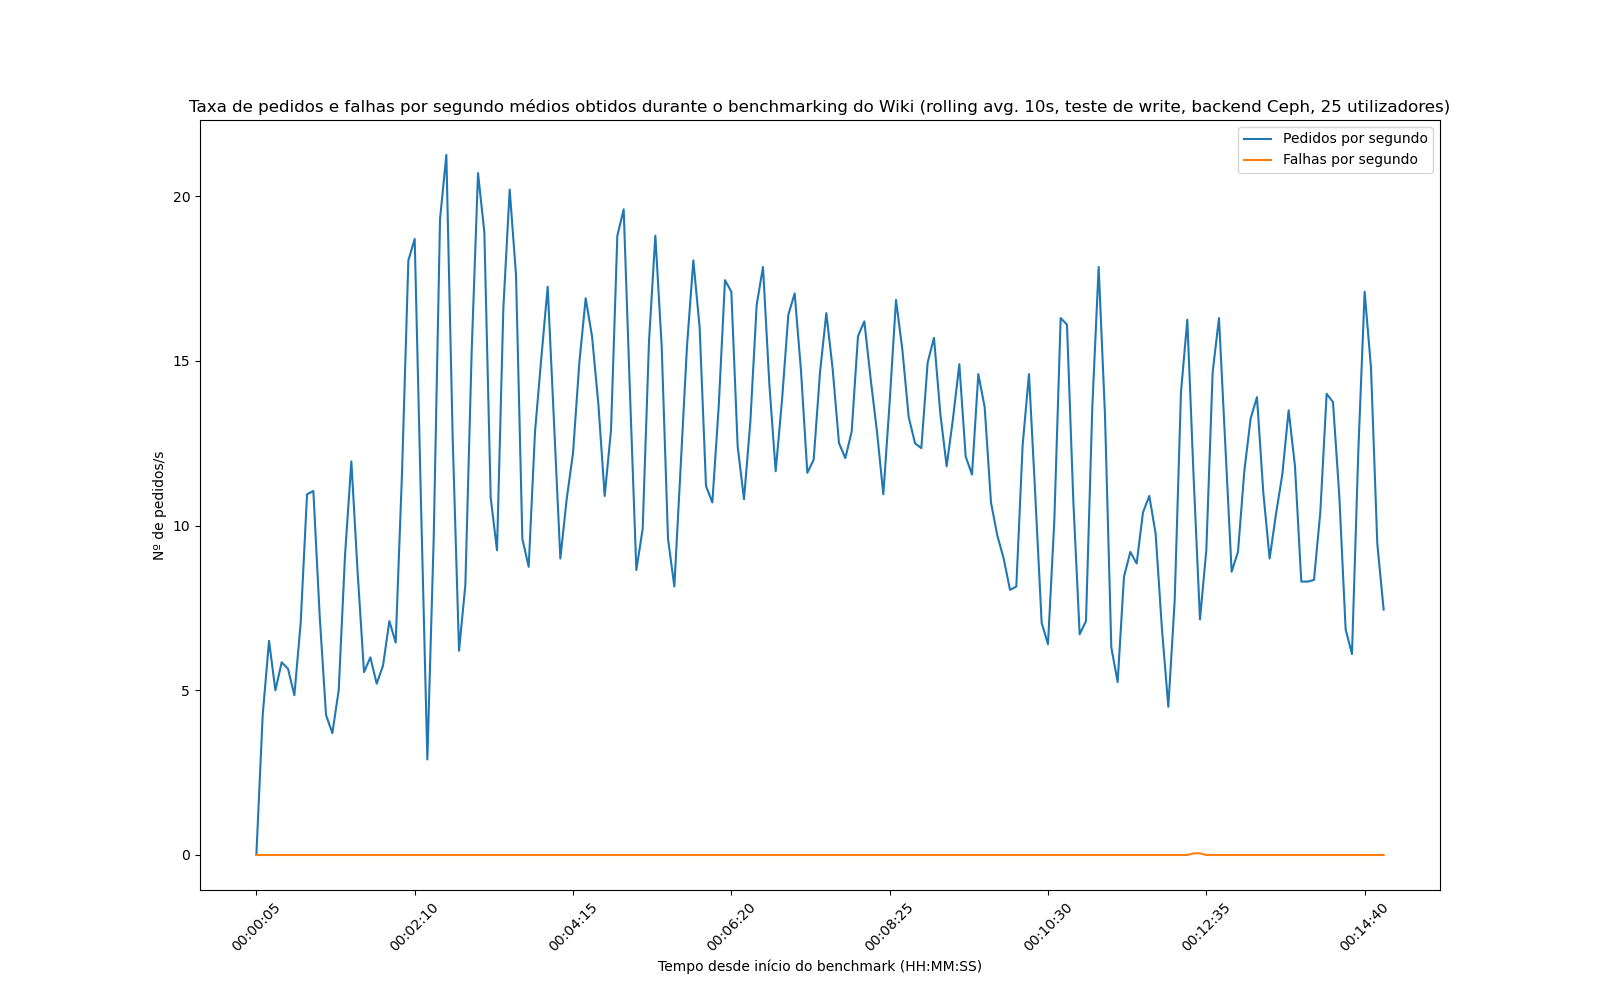 Taxa de pedidos e falhas por segundo médios obtidos durante o benchmarking do Wiki (rolling avg. 10s, teste de write, backend Ceph, 25 utilizadores)
Pedidos por segundo
Falhas por segundo
Nº de pedidos/s
20
15
10
5
0
00:00:05
00:02:10
00:04:15
00:06:20
00:08:25
00:10:30
00:12:35
00:14:40
Tempo desde início do benchmark (HH:MM:SS)